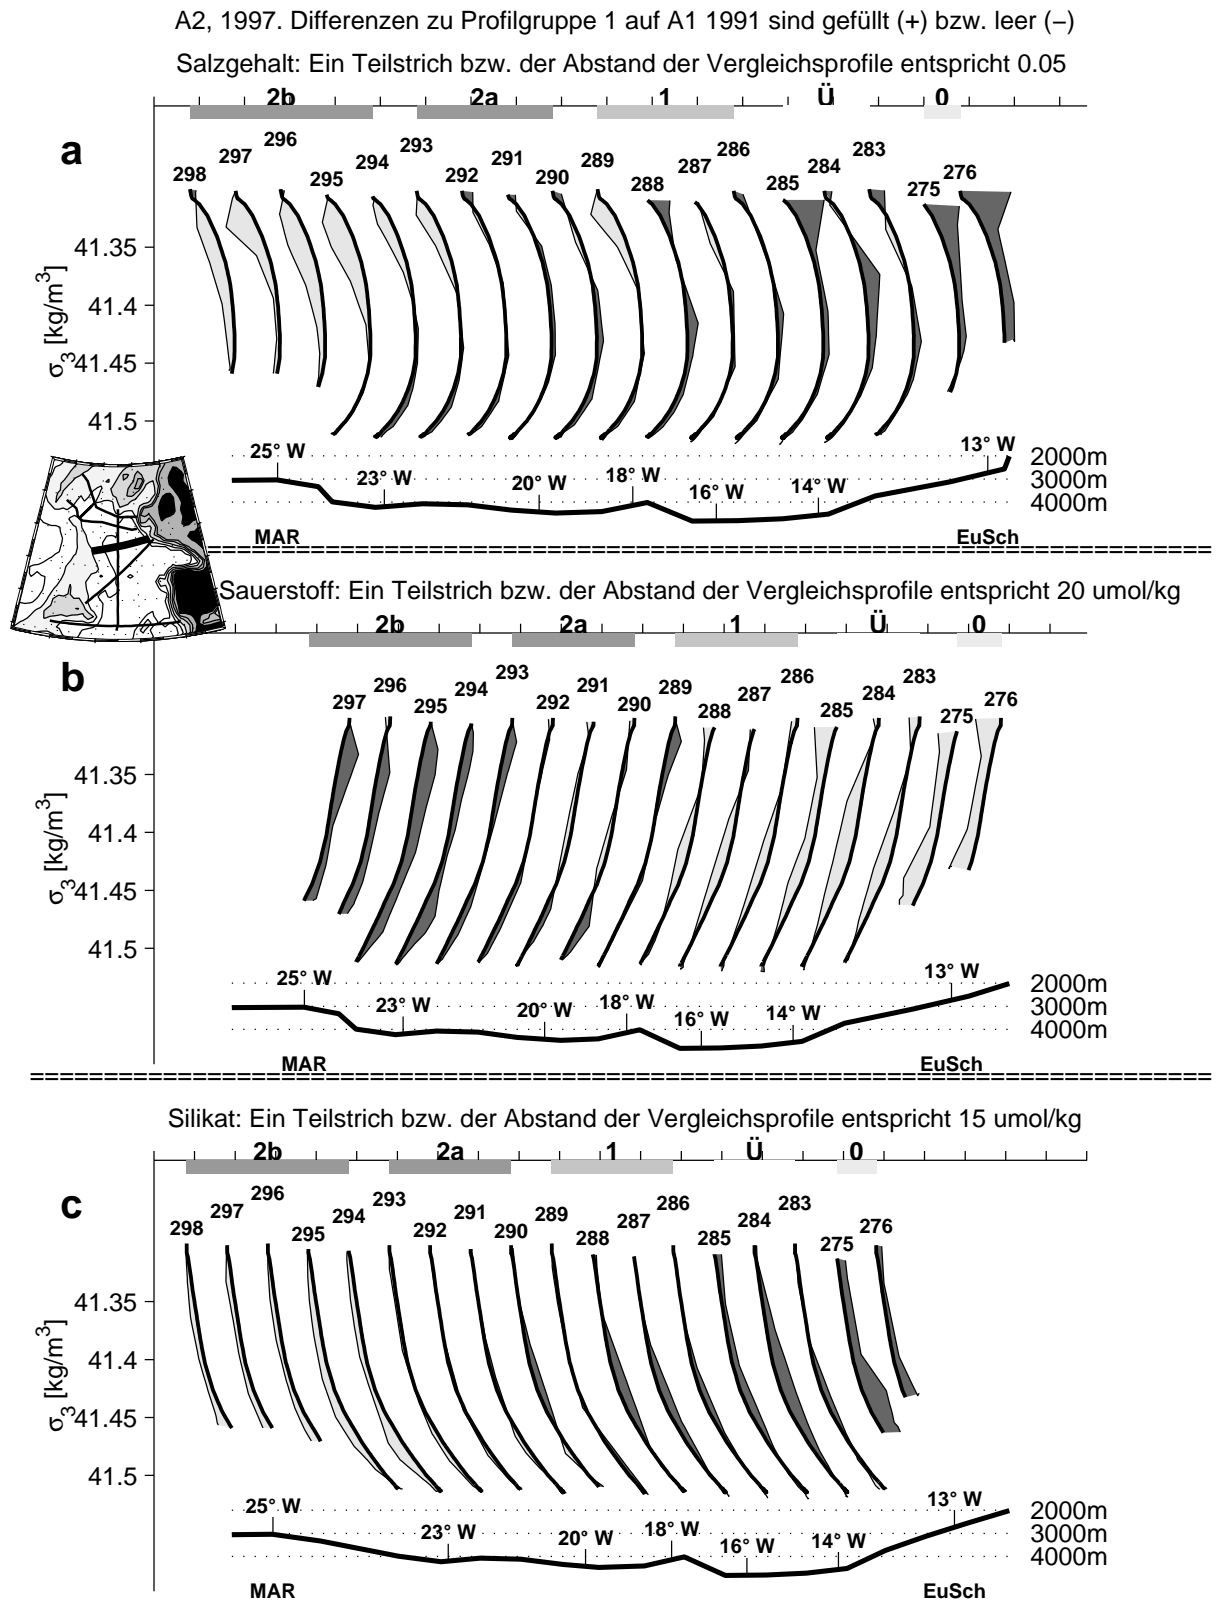 A2, 1997. Differenzen zu Profilgruppe 1 auf A1 1991 sind gefüllt (+) bzw. leer (−)
Salzgehalt: Ein Teilstrich bzw. der Abstand der Vergleichsprofile entspricht 0.05
2b 2a 1 Ü 0
a
298 297 296 295 294 293 292 291 290 289 288 287 286 285 284 283 275 276
σ3 [kg/m3]
41.35
41.4
41.45
41.5
25° W 23° W 20° W 18° W 16° W 14° W 13° W
2000m
3000m
4000m
MAR EuSch
Sauerstoff: Ein Teilstrich bzw. der Abstand der Vergleichsprofile entspricht 20 umol/kg
2b 2a 1 Ü 0
b
297 296 295 294 293 292 291 290 289 288 287 286 285 284 283 275 276
σ3 [kg/m3]
41.35
41.4
41.45
41.5
25° W 23° W 20° W 18° W 16° W 14° W 13° W
2000m
3000m
4000m
MAR EuSch
Silikat: Ein Teilstrich bzw. der Abstand der Vergleichsprofile entspricht 15 umol/kg
2b 2a 1 Ü 0
c
298 297 296 295 294 293 292 291 290 289 288 287 286 285 284 283 275 276
σ3 [kg/m3]
41.35
41.4
41.45
41.5
25° W 23° W 20° W 18° W 16° W 14° W 13° W
2000m
3000m
4000m
MAR EuSch